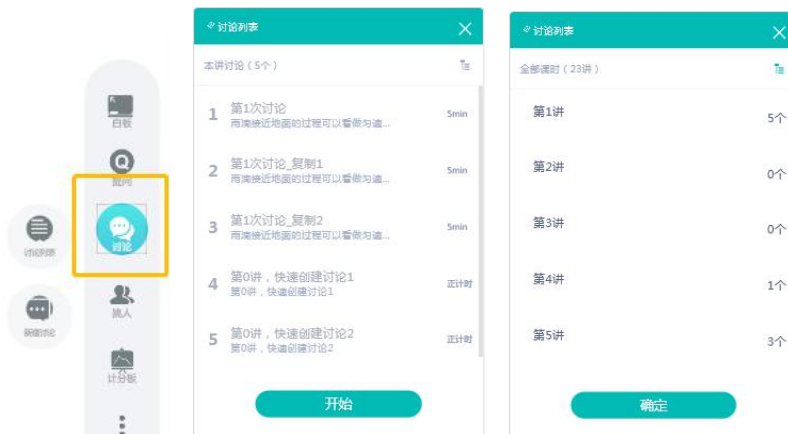 白板
提问
讨论
讨论列表
新建讨论
挑人
计分板
讨论列表
本讲讨论（5个）
1 第1次讨论 5min
雨滴接近地面的过程可以看做匀速...
2 第1次讨论_复制1 5min
雨滴接近地面的过程可以看做匀速...
3 第1次讨论_复制2 5min
雨滴接近地面的过程可以看做匀速...
4 第0讲，快速创建讨论1 正计时
第0讲，快速创建讨论1
5 第0讲，快速创建讨论2 正计时
第0讲，快速创建讨论2
开始
讨论列表
全部课时（23讲）
第1讲 5个
第2讲 0个
第3讲 0个
第4讲 1个
第5讲 3个
确定